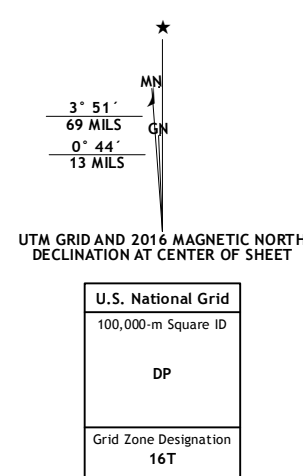 ★
MN
3° 51´
69 MILS
GN
0° 44´
13 MILS
UTM GRID AND 2016 MAGNETIC NORTH
DECLINATION AT CENTER OF SHEET
U.S. National Grid
100,000-m Square ID
DP
Grid Zone Designation
16T